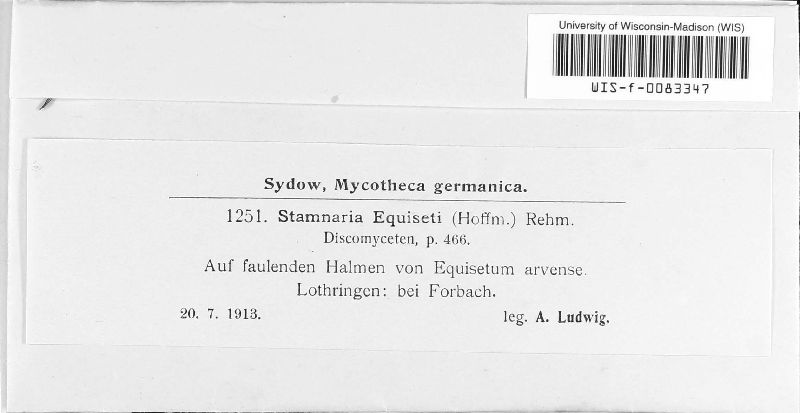 University of Wisconsin-Madison (WIS)
WIS-f-0083347
Sydow, Mycotheca germanica.
1251. Stamnaria Equiseti (Hoffm.) Rehm.
Discomyceten, p. 466.
Auf faulenden Halmen von Equisetum arvense.
Lothringen: bei Forbach.
20. 7. 1913. leg. A. Ludwig.